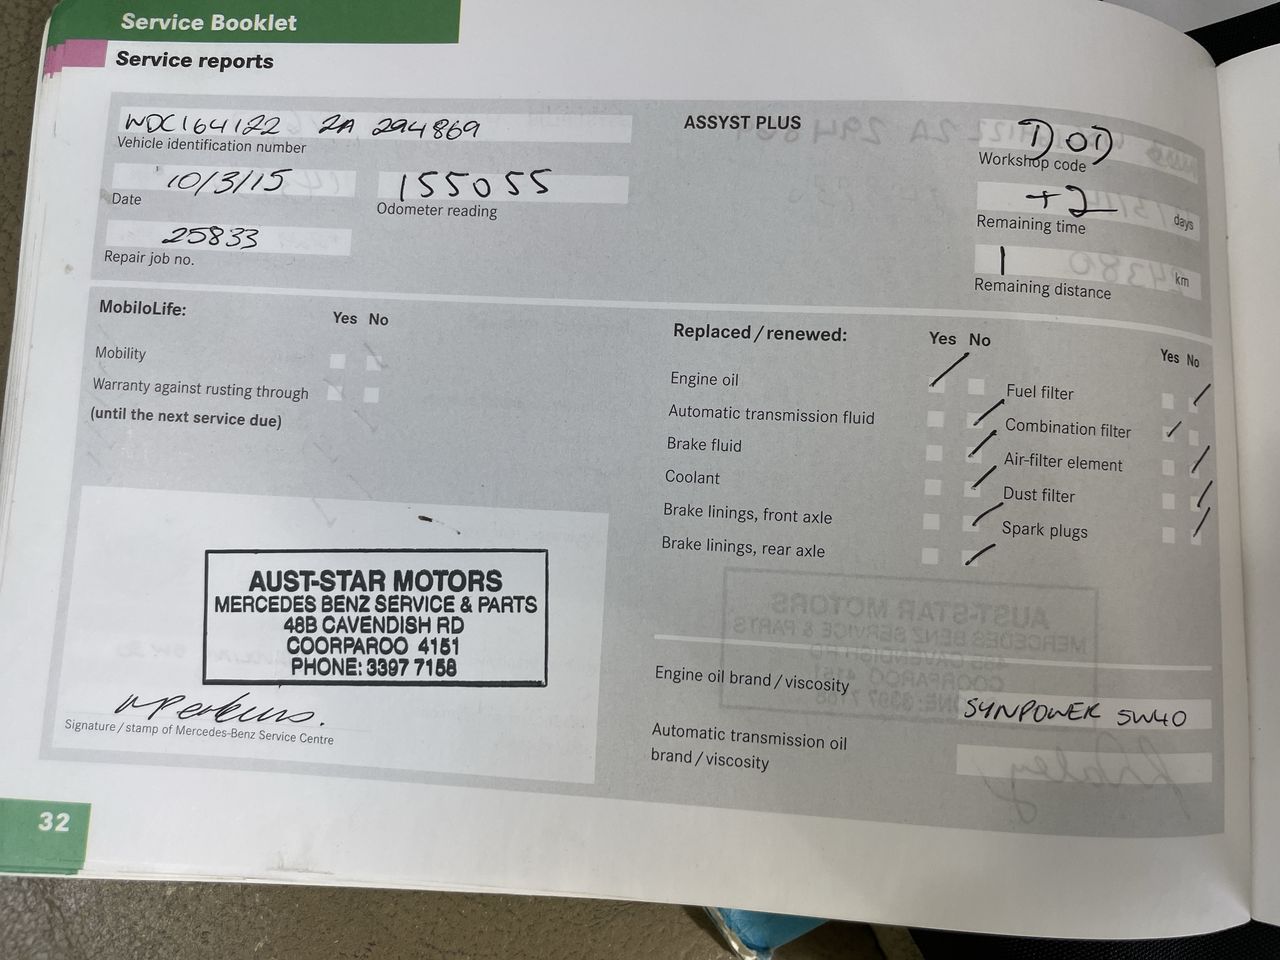 Service Booklet
Service reports
WDC164122 2A 294869
Vehicle identification number
10/3/15
Date
155055
Odometer reading
25833
Repair job no.
ASSYST PLUS
DOD
Workshop code
+2 days
Remaining time
km
Remaining distance
MobiloLife:
Yes No
Mobility
Warranty against rusting through
(until the next service due)
Replaced / renewed:
Yes No
Engine oil
Automatic transmission fluid
Brake fluid
Coolant
Brake linings, front axle
Brake linings, rear axle
Yes No
Fuel filter
Combination filter
Air-filter element
Dust filter
Spark plugs
AUST-STAR MOTORS
MERCEDES BENZ SERVICE & PARTS
48B CAVENDISH RD
COORPAROO 4151
PHONE: 3397 7158
Signature / stamp of Mercedes-Benz Service Centre
Engine oil brand / viscosity
SYNPOWER 5W40
Automatic transmission oil
brand / viscosity
32